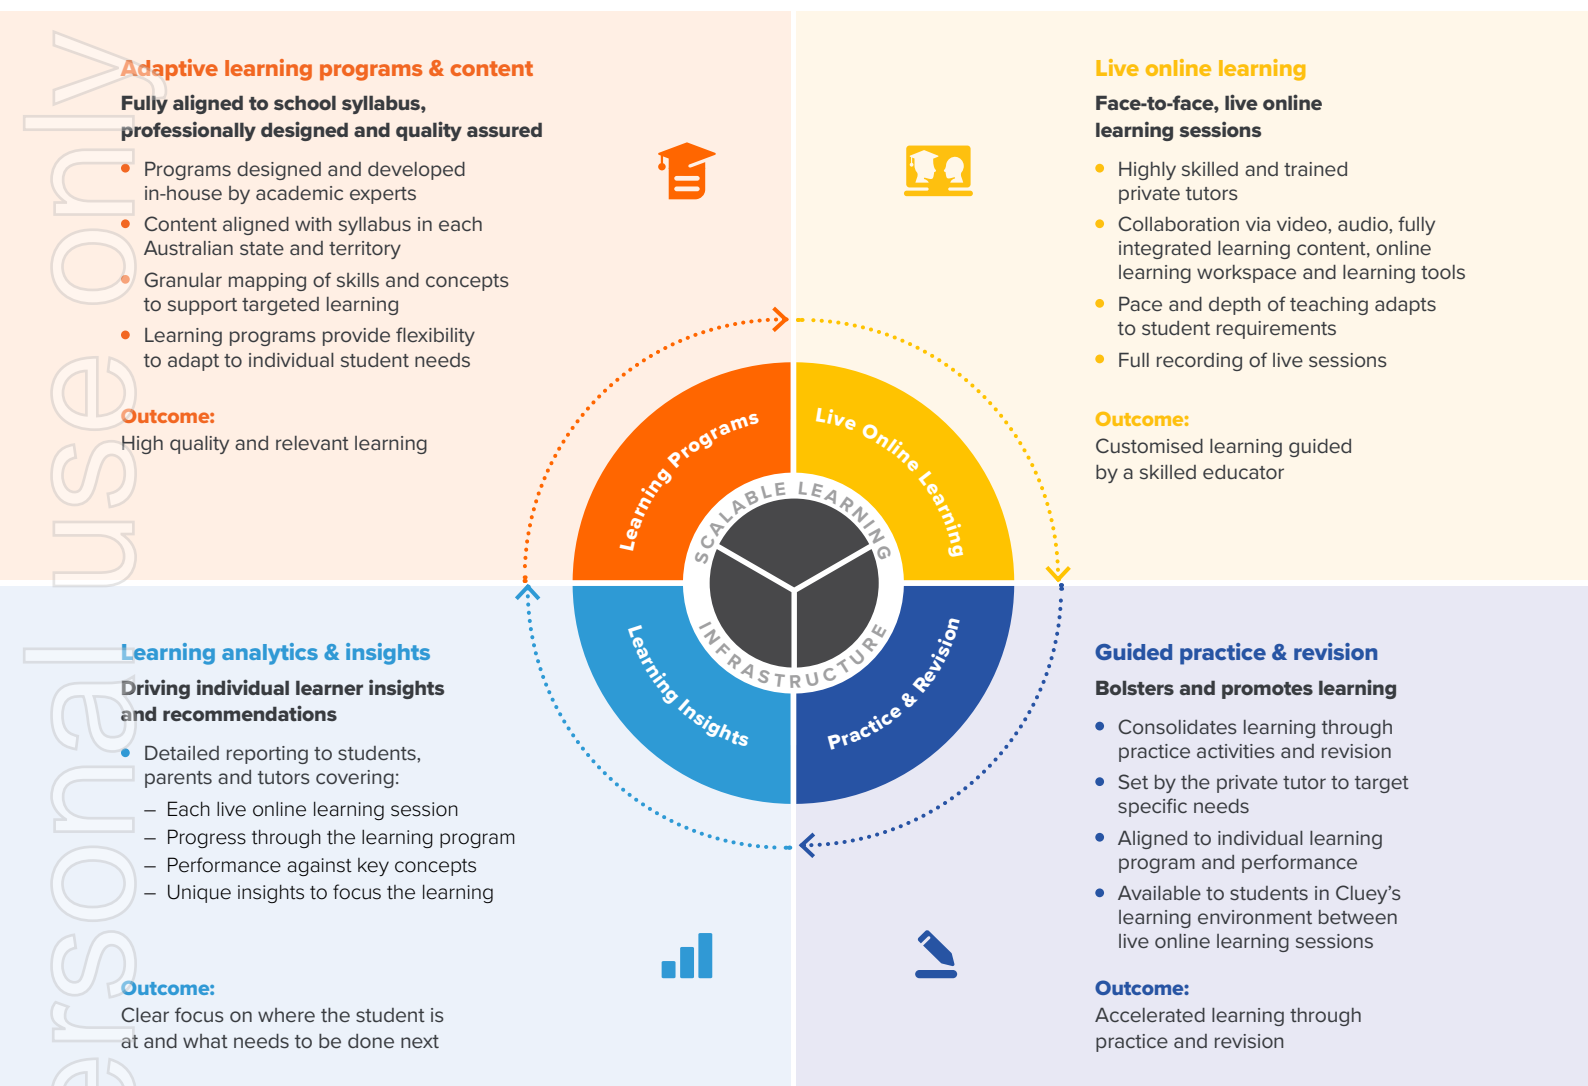 Adaptive learning programs & content
Fully aligned to school syllabus,
professionally designed and quality assured
• Programs designed and developed
in-house by academic experts
• Content aligned with syllabus in each
Australian state and territory
• Granular mapping of skills and concepts
to support targeted learning
• Learning programs provide flexibility
to adapt to individual student needs
Outcome:
High quality and relevant learning
Live online learning
Face-to-face, live online
learning sessions
• Highly skilled and trained
private tutors
• Collaboration via video, audio, fully
integrated learning content, online
learning workspace and learning tools
• Pace and depth of teaching adapts
to student requirements
• Full recording of live sessions
Outcome:
Customised learning guided
by a skilled educator
Learning Programs
Live Online Learning
SCALABLE LEARNING
INFRASTRUCTURE
Learning Insights
Practice & Revision
Learning analytics & insights
Driving individual learner insights
and recommendations
• Detailed reporting to students,
parents and tutors covering:
– Each live online learning session
– Progress through the learning program
– Performance against key concepts
– Unique insights to focus the learning
Outcome:
Clear focus on where the student is
at and what needs to be done next
Guided practice & revision
Bolsters and promotes learning
• Consolidates learning through
practice activities and revision
• Set by the private tutor to target
specific needs
• Aligned to individual learning
program and performance
• Available to students in Cluey’s
learning environment between
live online learning sessions
Outcome:
Accelerated learning through
practice and revision
ersonal use only